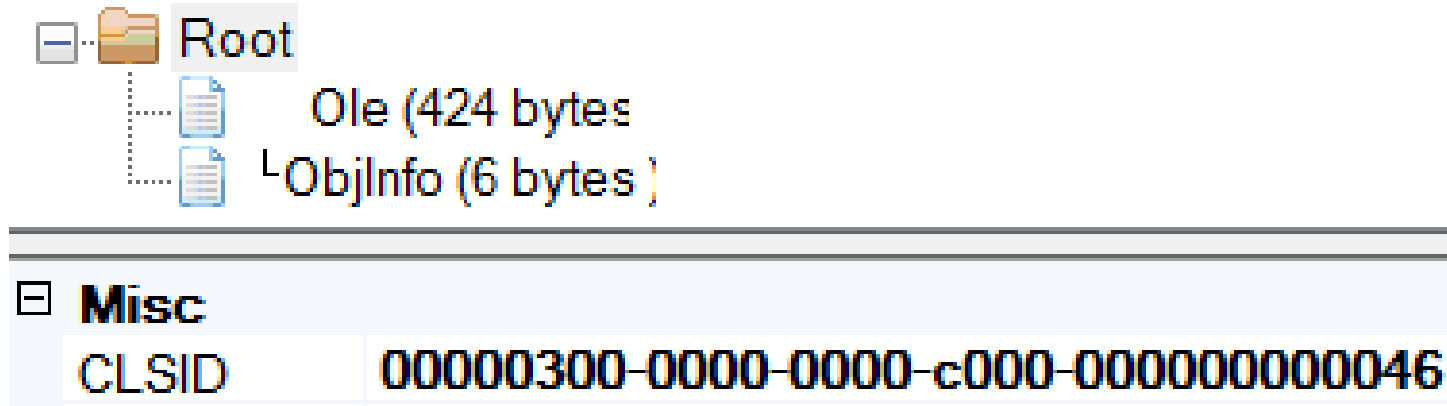 Root
Ole (424 bytes
└ObjInfo (6 bytes )
Misc
CLSID 00000300-0000-0000-c000-000000000046